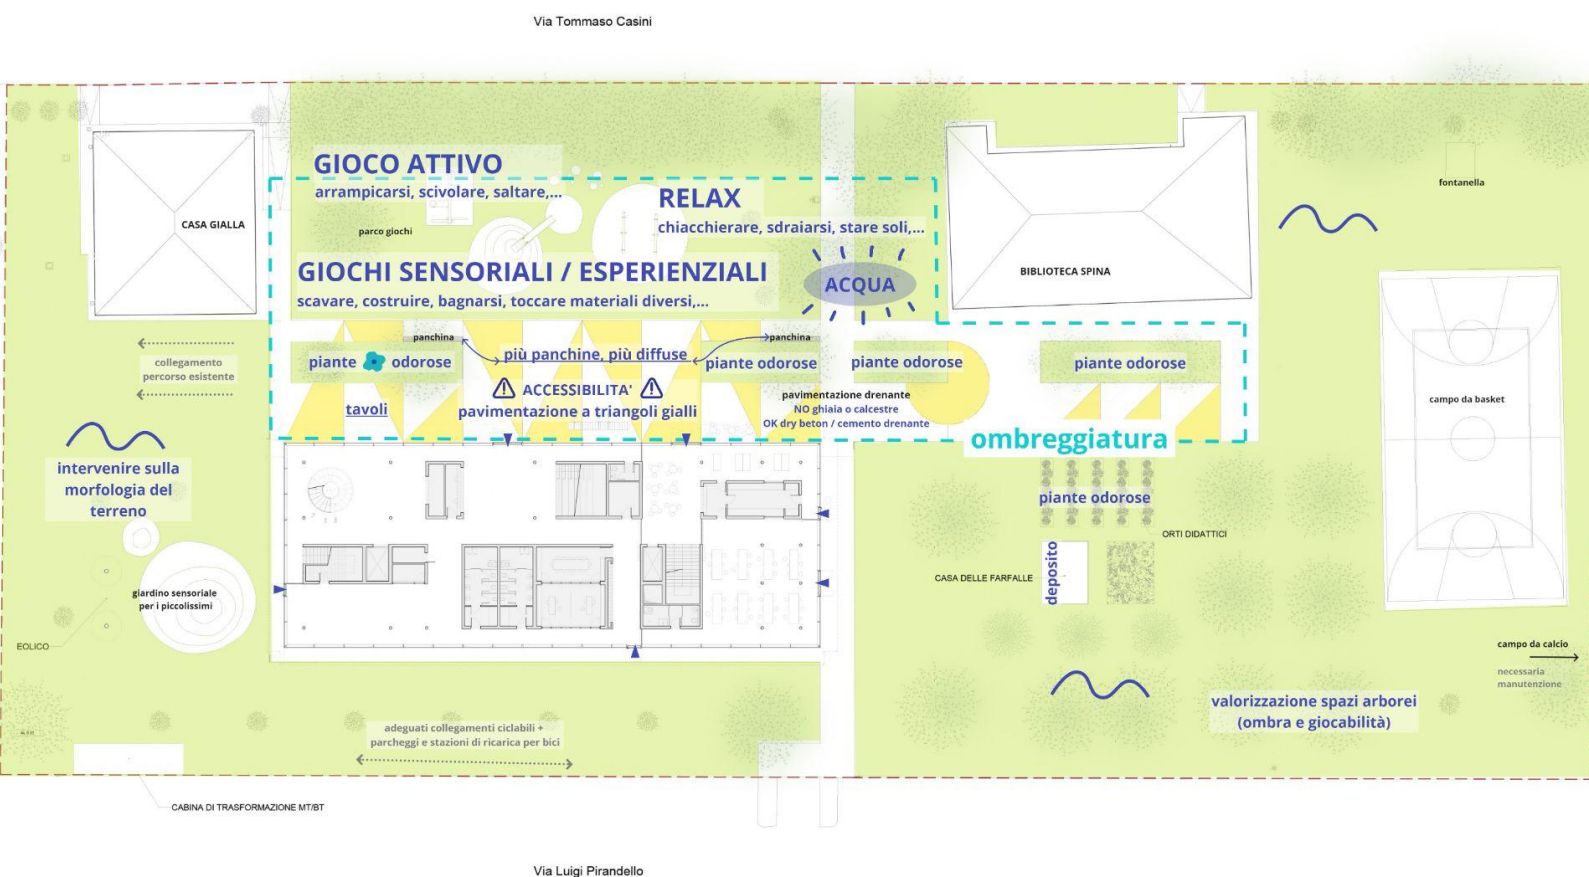 Via Tommaso Casini
GIOCO ATTIVO
arrampicarsi, scivolare, saltare,...
RELAX
chiacchierare, sdraiarsi, stare soli,...
fontanella
CASA GIALLA
parco giochi
GIOCHI SENSORIALI / ESPERIENZIALI
scavare, costruire, bagnarsi, toccare materiali diversi,...
ACQUA
BIBLIOTECA SPINA
panchina
panchina
collegamento
percorso esistente
piante odorose
più panchine, più diffuse
piante odorose
piante odorose
piante odorose
ACCESSIBILITA'
pavimentazione a triangoli gialli
tavoli
pavimentazione drenante
NO ghiaia o calcestre
OK dry beton / cemento drenante
campo da basket
ombreggiatura
intervenire sulla
morfologia del
terreno
piante odorose
ORTI DIDATTICI
CASA DELLE FARFALLE
deposito
giardino sensoriale
per i piccolissimi
EOLICO
campo da calcio
necessaria
manutenzione
valorizzazione spazi arborei
(ombra e giocabilità)
adeguati collegamenti ciclabili +
parcheggi e stazioni di ricarica per bici
CABINA DI TRASFORMAZIONE MT/BT
Via Luigi Pirandello